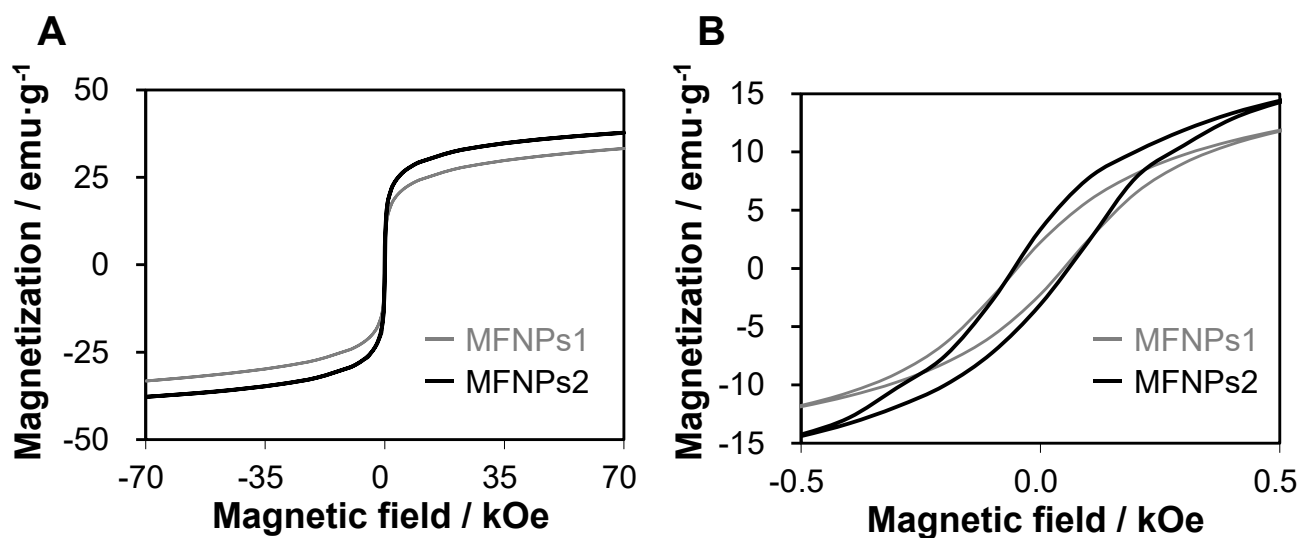 A
Magnetization / emu·g⁻¹
50
25
0
-25
-50
-70
-35
0
35
70
Magnetic field / kOe
MFNPs1
MFNPs2
B
Magnetization / emu·g⁻¹
15
10
5
0
-5
-10
-15
-0.5
0.0
0.5
Magnetic field / kOe
MFNPs1
MFNPs2